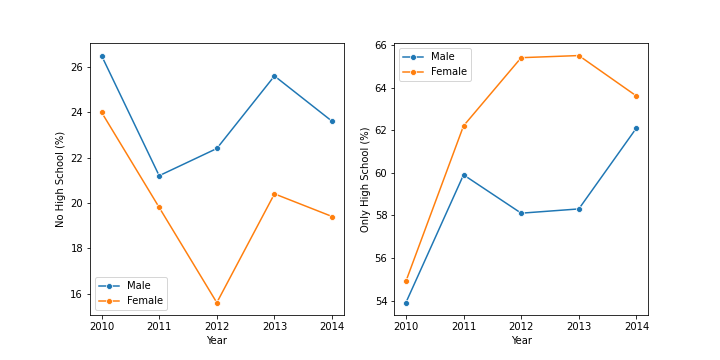 No High School (%)
26
24
22
20
18
16
Male
Female
2010 2011 2012 2013 2014
Year
Only High School (%)
66
64
62
60
58
56
54
Male
Female
2010 2011 2012 2013 2014
Year